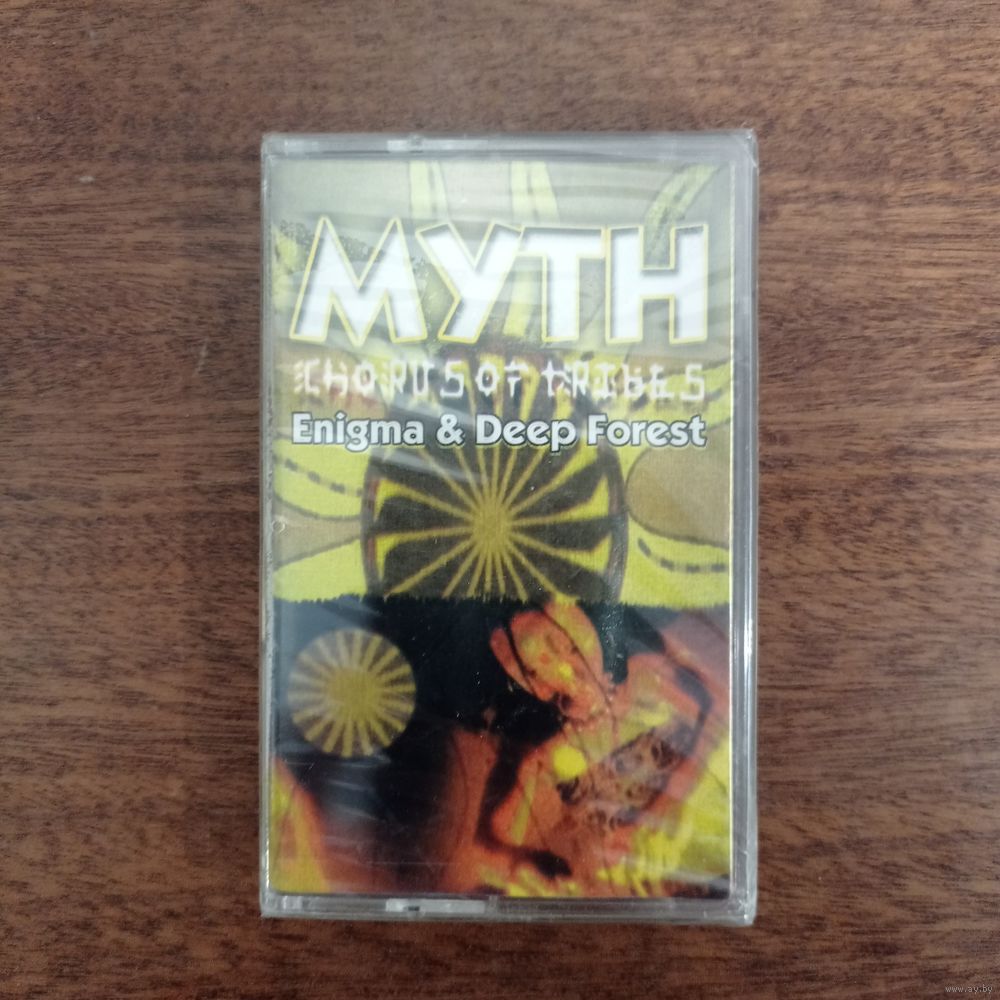 MYTH
CHORUS OF tRIbES
Enigma & Deep Forest
www.ay.by